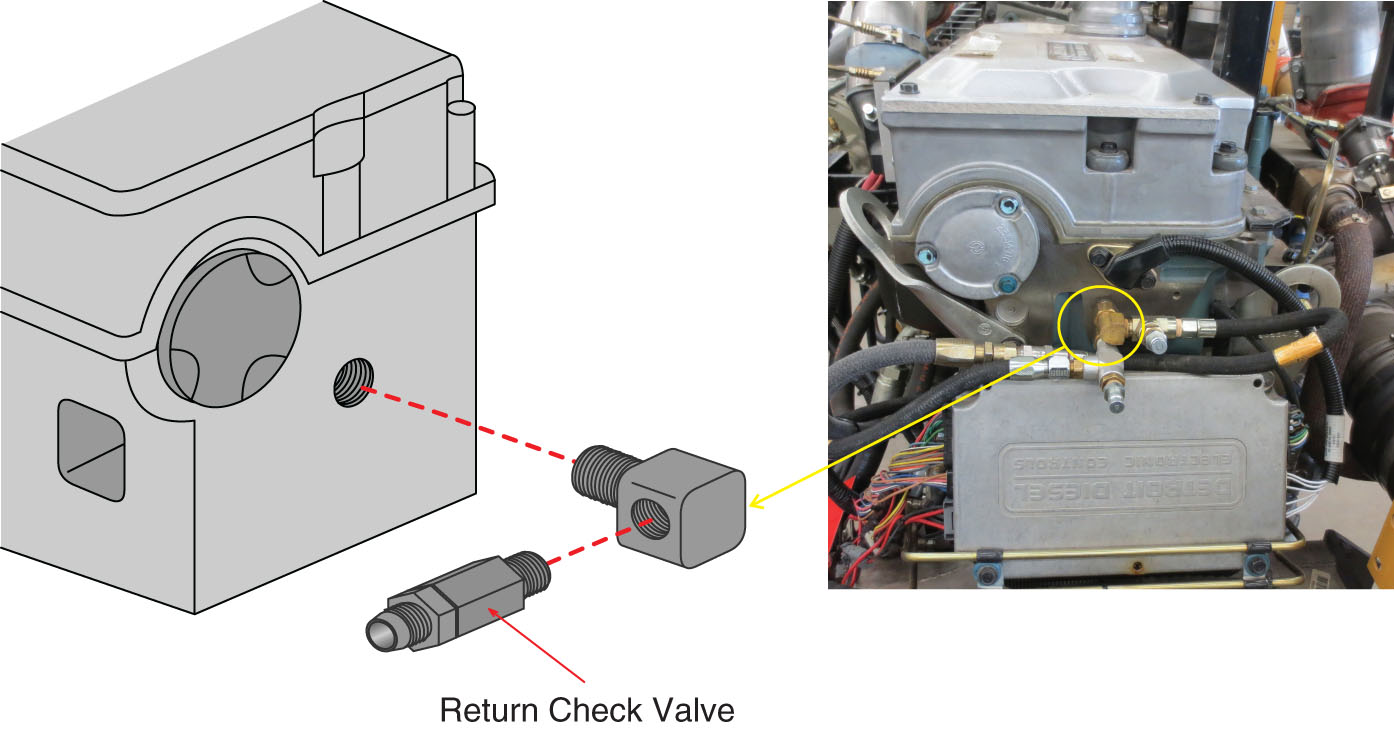 DETROIT DIESEL
ELECTRONIC CONTROLS
Return Check Valve